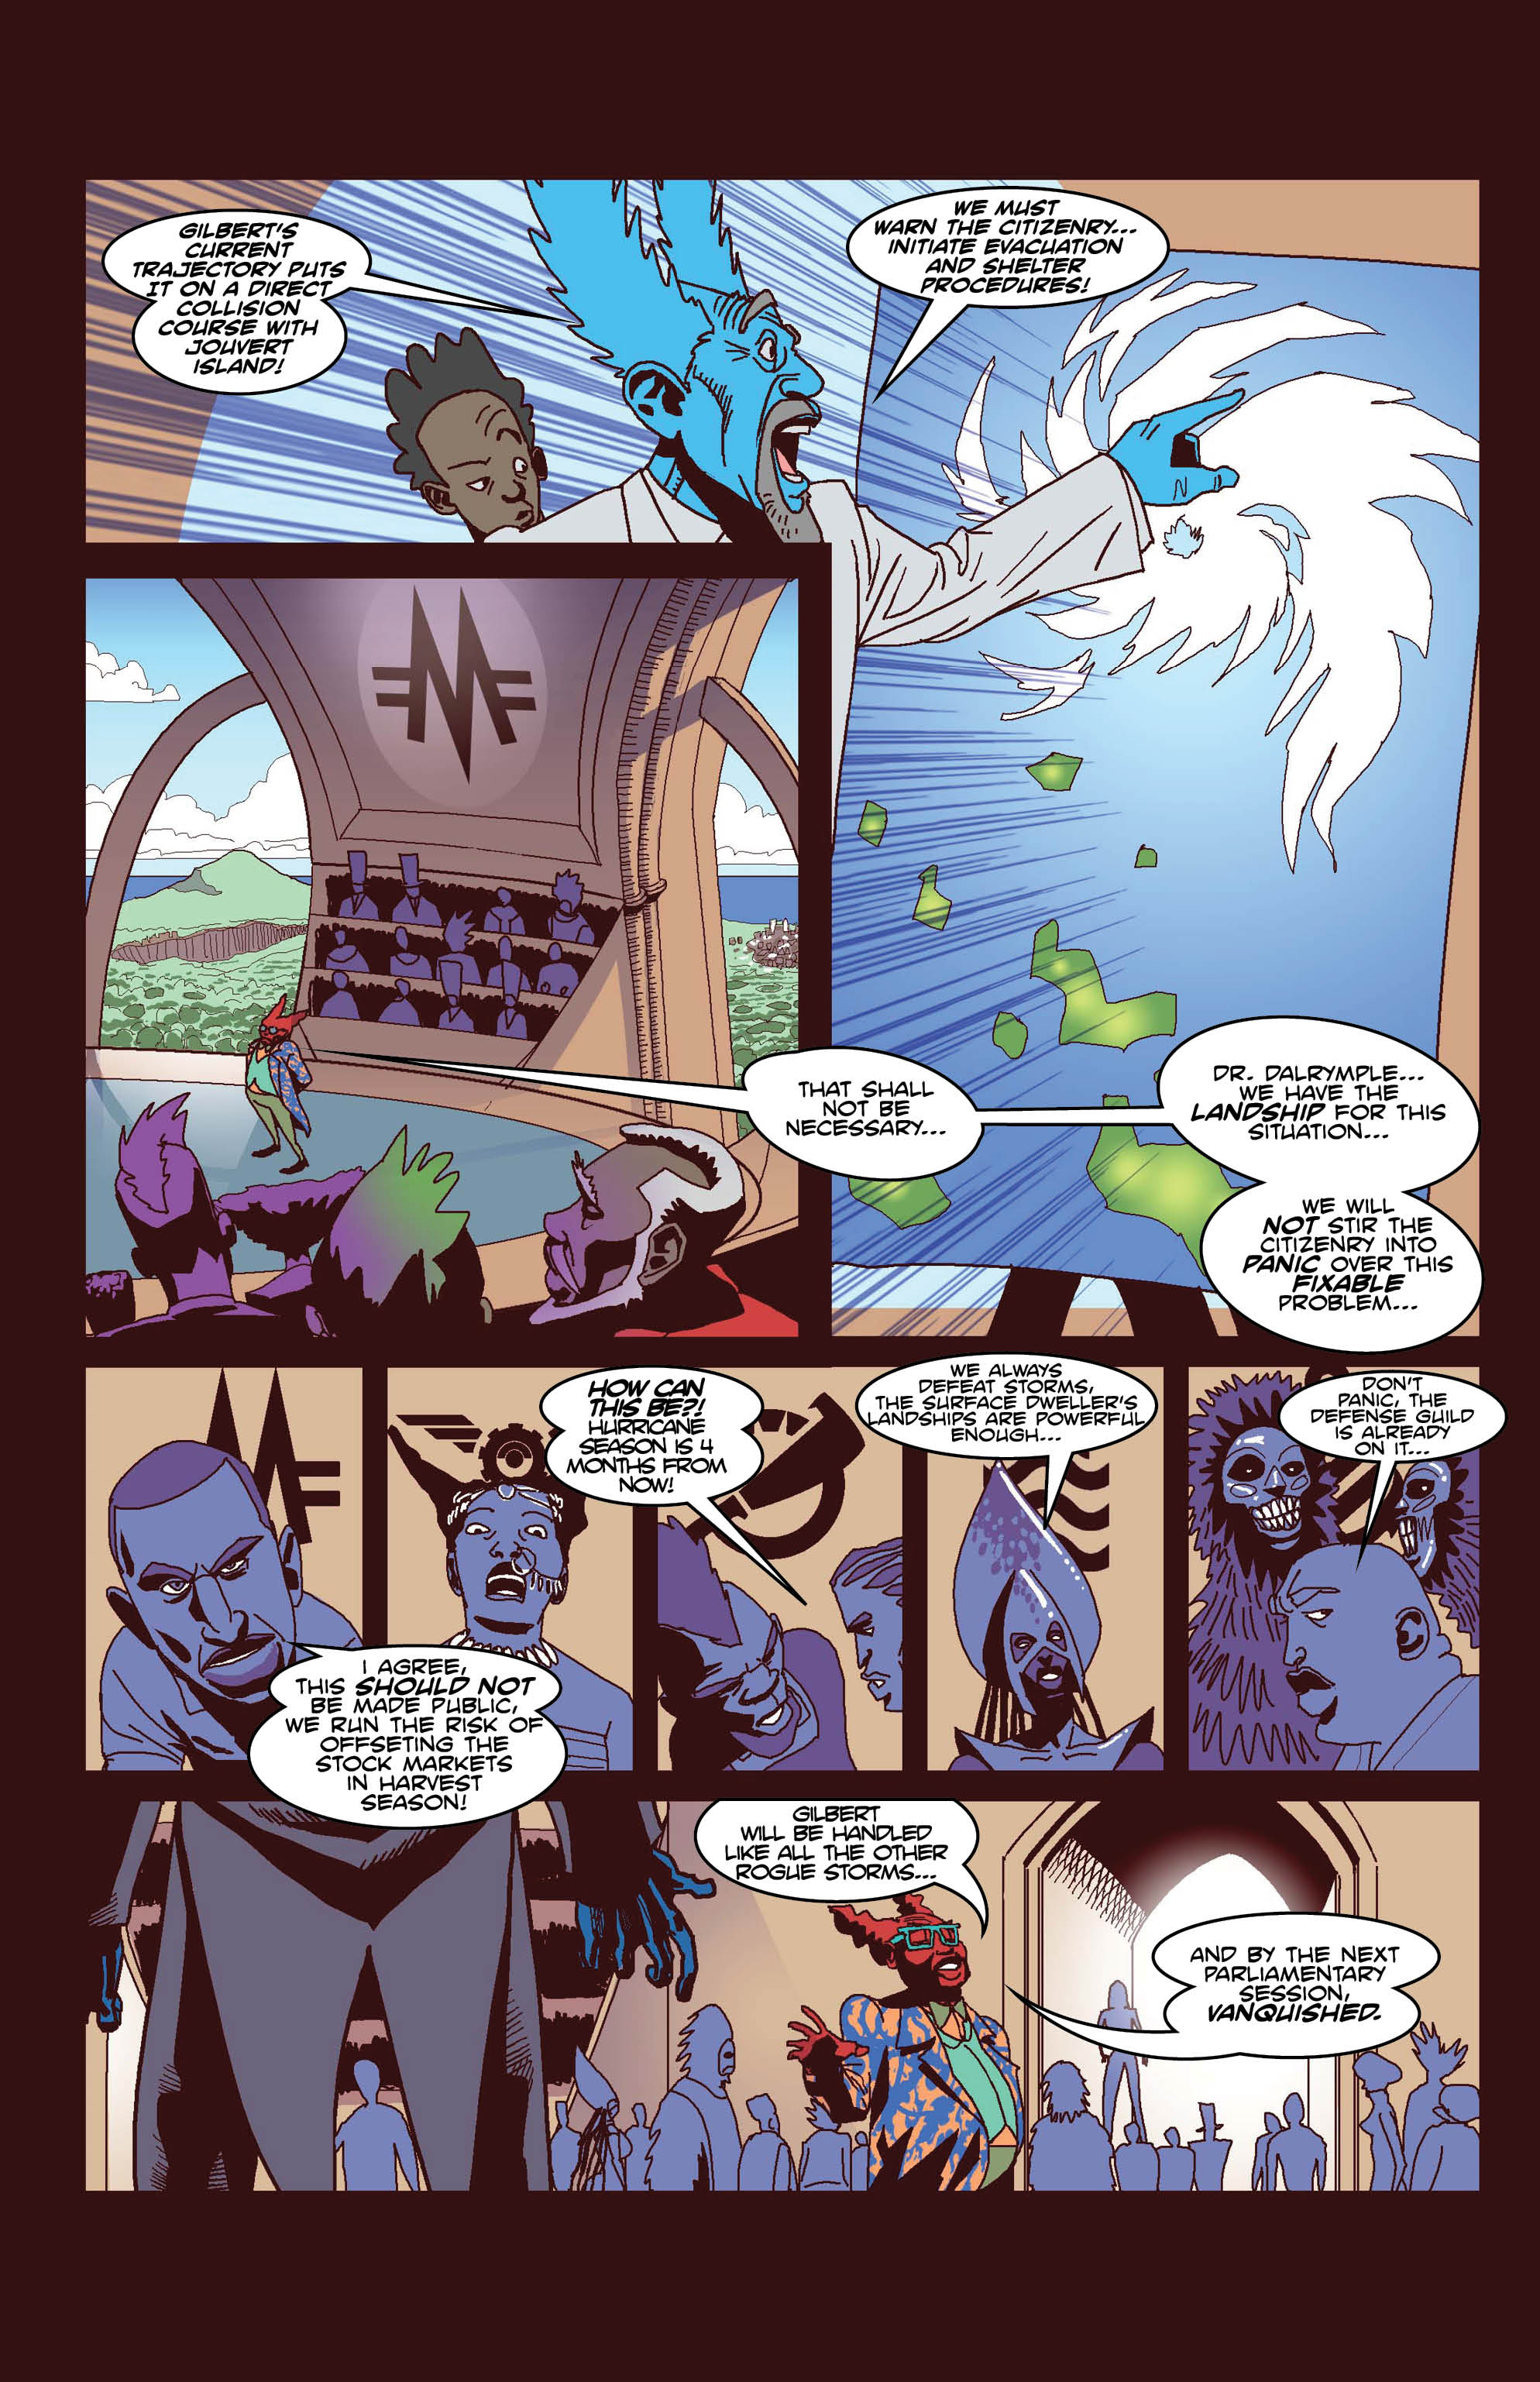 GILBERT'S
CURRENT
TRAJECTORY PUTS
IT ON A DIRECT
COLLISION
COURSE WITH
JOUVERT
ISLAND!
WE MUST
WARN THE CITIZENRY...
INITIATE EVACUATION
AND SHELTER
PROCEDURES!
THAT SHALL
NOT BE
NECESSARY...
DR. DALRYMPLE...
WE HAVE THE
LANDSHIP FOR THIS
SITUATION...
WE WILL
NOT STIR THE
CITIZENRY INTO
PANIC OVER THIS
FIXABLE
PROBLEM...
I AGREE,
THIS SHOULD NOT
BE MADE PUBLIC,
WE RUN THE RISK OF
OFFSETING THE
STOCK MARKETS
IN HARVEST
SEASON!
HOW CAN
THIS BE?!
HURRICANE
SEASON IS 4
MONTHS FROM
NOW!
WE ALWAYS
DEFEAT STORMS,
THE SURFACE DWELLER'S
LANDSHIPS ARE POWERFUL
ENOUGH...
DON'T
PANIC, THE
DEFENSE GUILD
IS ALREADY
ON IT...
GILBERT
WILL BE HANDLED
LIKE ALL THE OTHER
ROGUE STORMS...
AND BY THE NEXT
PARLIAMENTARY
SESSION,
VANQUISHED.